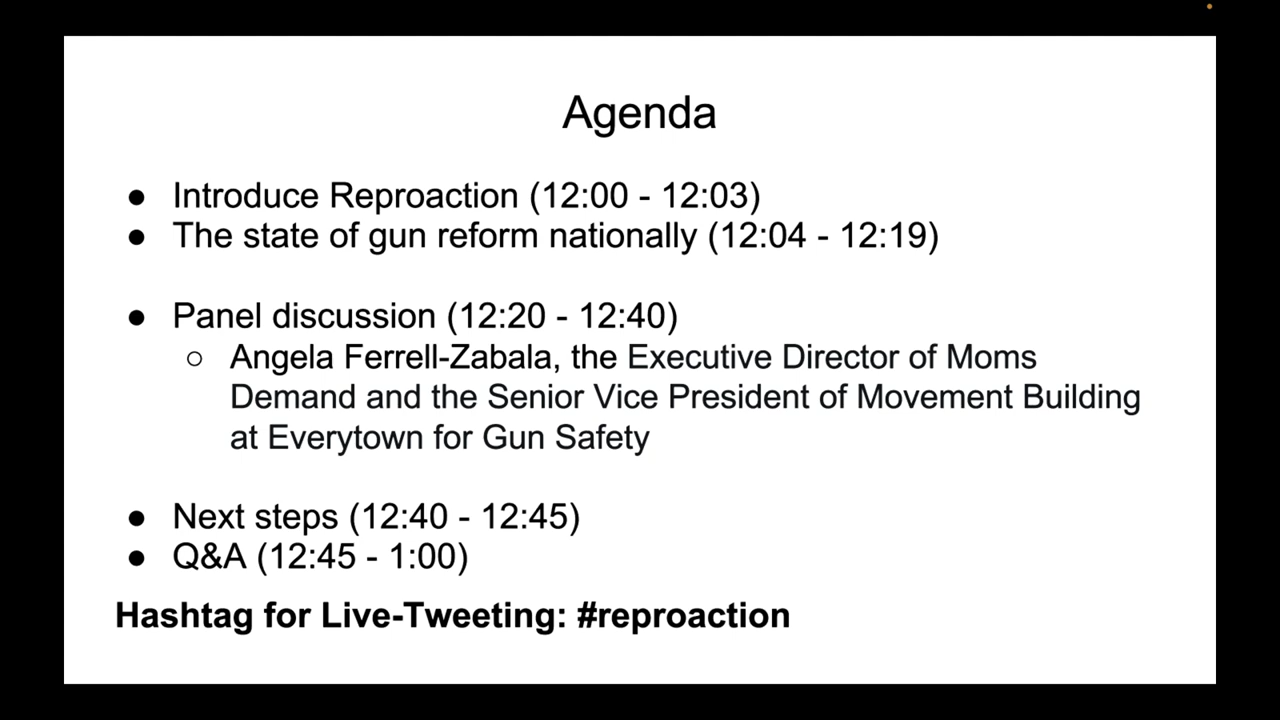 Agenda
● Introduce Reproaction (12:00 - 12:03)
● The state of gun reform nationally (12:04 - 12:19)
● Panel discussion (12:20 - 12:40)
○ Angela Ferrell-Zabala, the Executive Director of Moms
Demand and the Senior Vice President of Movement Building
at Everytown for Gun Safety
● Next steps (12:40 - 12:45)
● Q&A (12:45 - 1:00)
Hashtag for Live-Tweeting: #reproaction